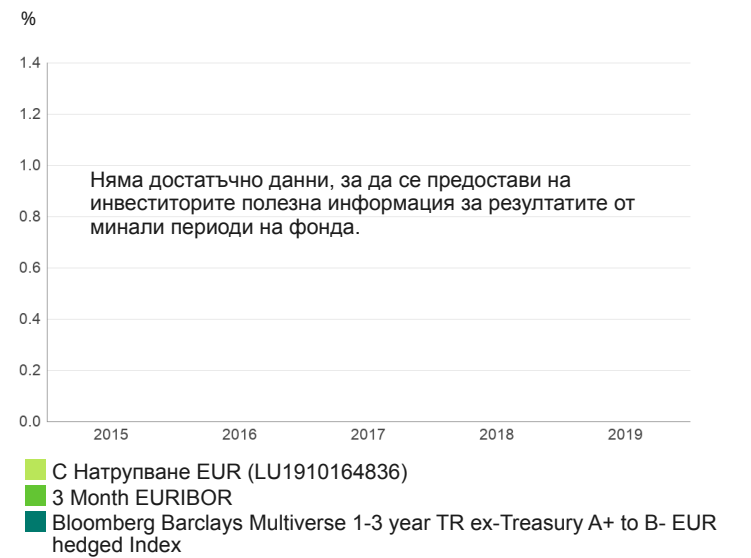 %
1.4
1.2
1.0
Няма достатъчно данни, за да се предостави на
инвеститорите полезна информация за резултатите от
минали периоди на фонда.
0.8
0.6
0.4
0.2
0.0
2015 2016 2017 2018 2019
С Натрупване EUR (LU1910164836)
3 Month EURIBOR
Bloomberg Barclays Multiverse 1-3 year TR ex-Treasury A+ to B- EUR
hedged Index